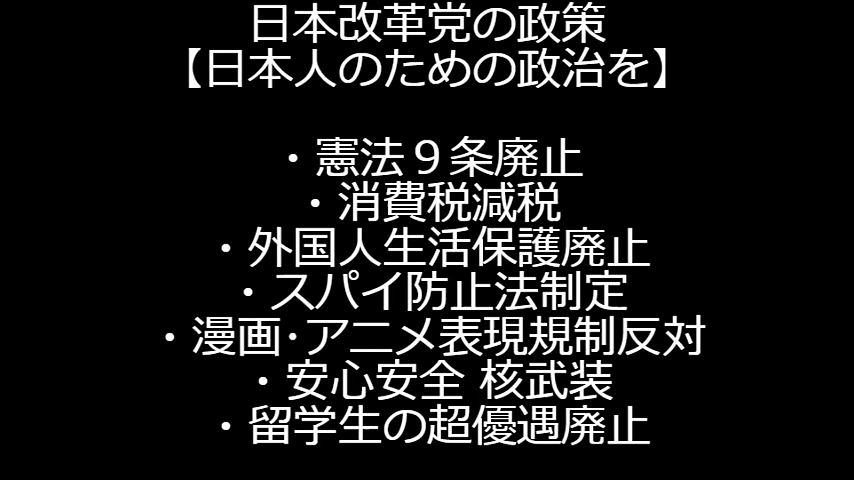 日本改革党の政策
【日本人のための政治を】
・憲法９条廃止
・消費税減税
・外国人生活保護廃止
・スパイ防止法制定
・漫画･アニメ表現規制反対
・安心安全 核武装
・留学生の超優遇廃止